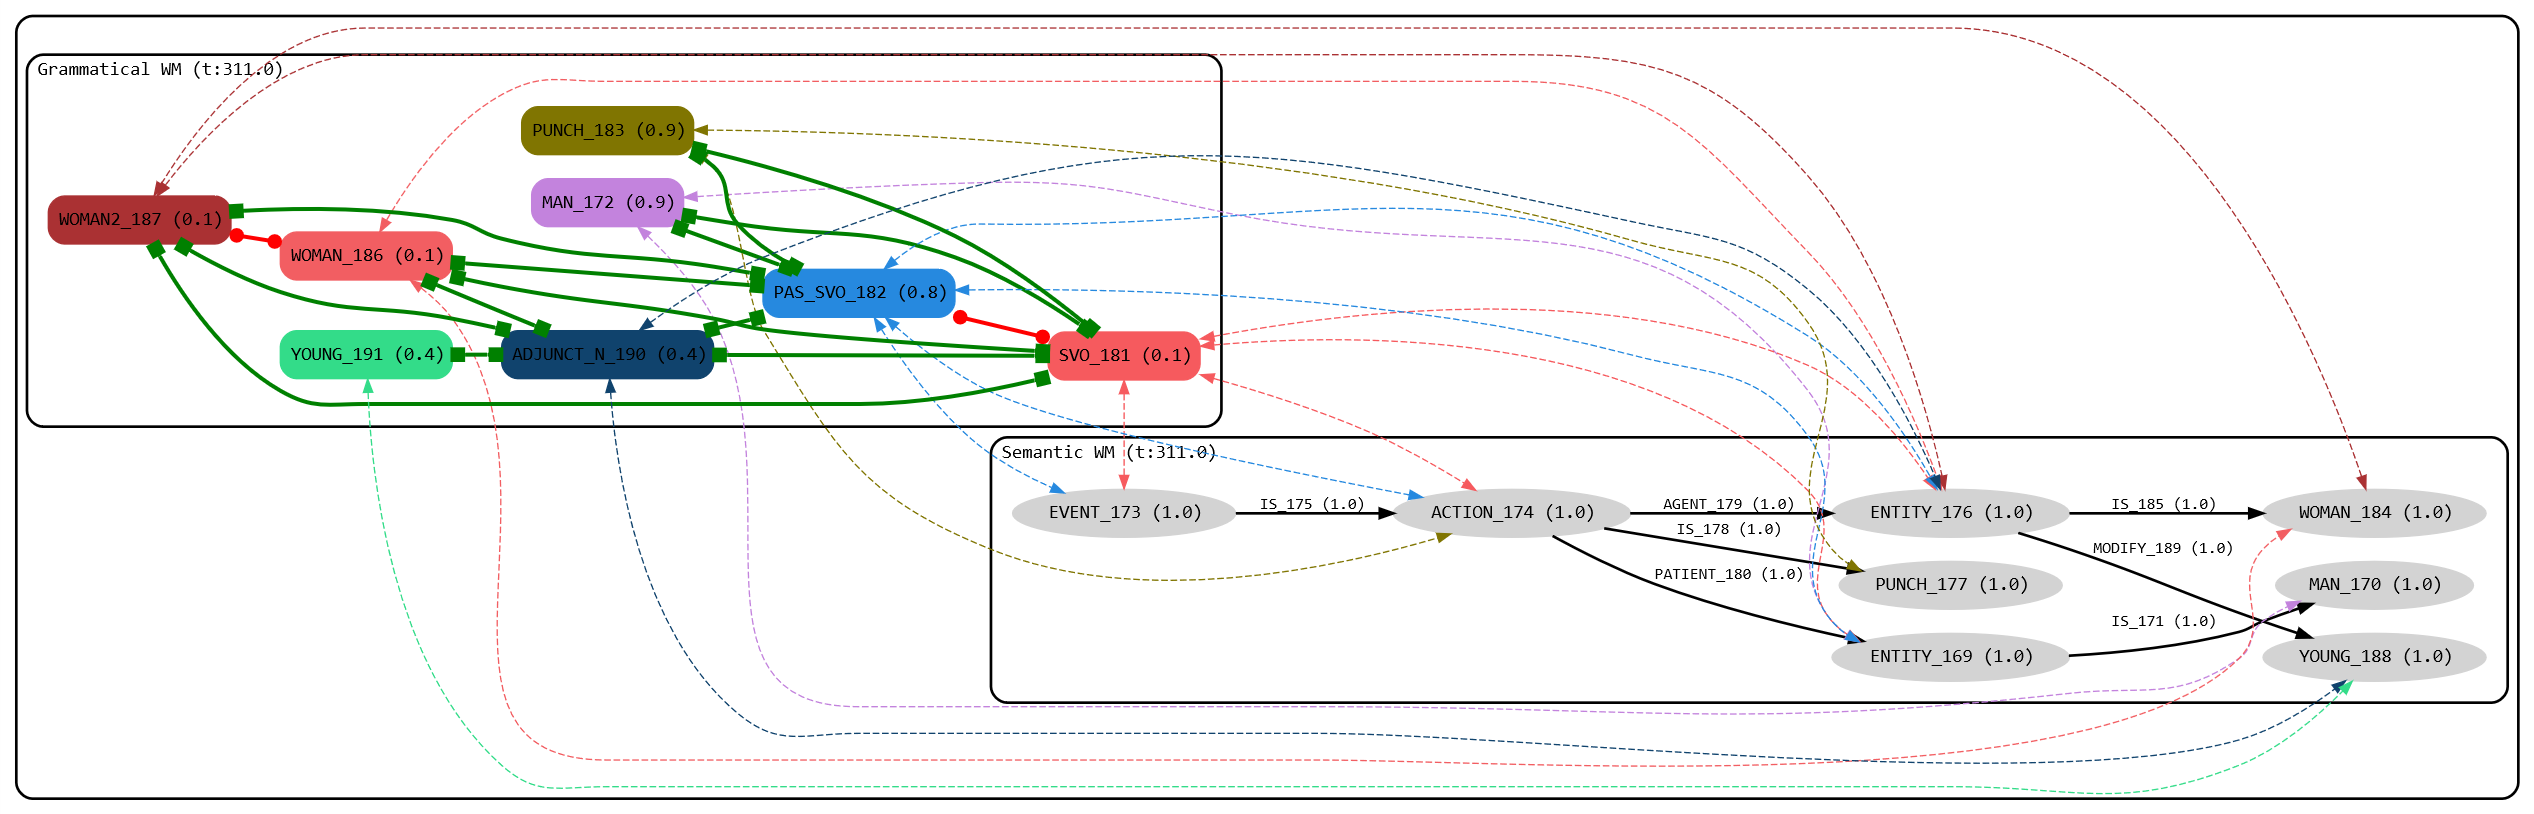 Grammatical WM (t:311.0)
PUNCH_183 (0.9)
MAN_172 (0.9)
WOMAN2_187 (0.1)
WOMAN_186 (0.1)
PAS_SVO_182 (0.8)
YOUNG_191 (0.4)
ADJUNCT_N_190 (0.4)
SVO_181 (0.1)
Semantic WM (t:311.0)
EVENT_173 (1.0)
IS_175 (1.0)
ACTION_174 (1.0)
AGENT_179 (1.0)
ENTITY_176 (1.0)
IS_185 (1.0)
WOMAN_184 (1.0)
IS_178 (1.0)
MODIFY_189 (1.0)
PATIENT_180 (1.0)
PUNCH_177 (1.0)
MAN_170 (1.0)
IS_171 (1.0)
ENTITY_169 (1.0)
YOUNG_188 (1.0)